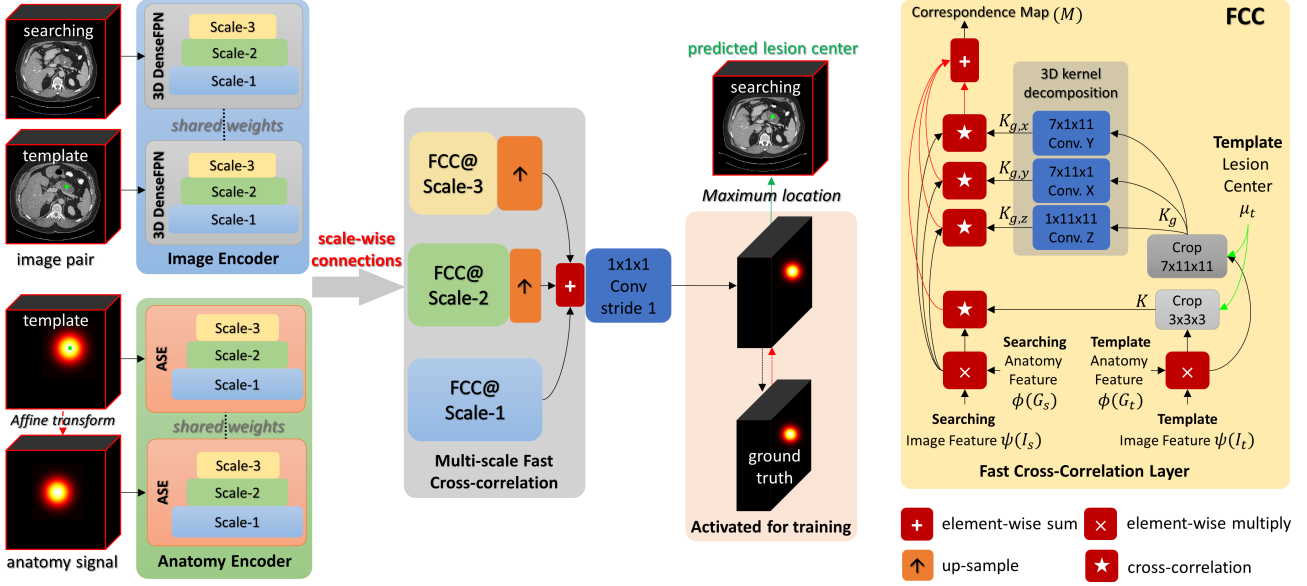 searching
3D DenseFPN
Scale-3
Scale-2
Scale-1
shared weights
template
3D DenseFPN
Scale-3
Scale-2
Scale-1
image pair
Image Encoder
template
ASE
Scale-3
Scale-2
Scale-1
Affine transform
shared weights
ASE
Scale-3
Scale-2
Scale-1
anatomy signal
Anatomy Encoder
scale-wise
connections
FCC@
Scale-3
FCC@
Scale-2
FCC@
Scale-1
1x1x1
Conv
stride 1
Multi-scale Fast
Cross-correlation
predicted lesion center
searching
Maximum location
ground
truth
Activated for training
Correspondence Map (M)
FCC
3D kernel
decomposition
K_{g,x}
7x1x11
Conv. Y
K_{g,y}
7x11x1
Conv. X
K_{g,z}
1x11x11
Conv. Z
K_g
Template
Lesion
Center
μ_t
Crop
7x11x11
K
Crop
3x3x3
Searching
Anatomy
Feature
ϕ(G_s)
Template
Anatomy
Feature
ϕ(G_t)
Searching
Image Feature ψ(I_s)
Template
Image Feature ψ(I_t)
Fast Cross-Correlation Layer
element-wise sum
element-wise multiply
up-sample
cross-correlation